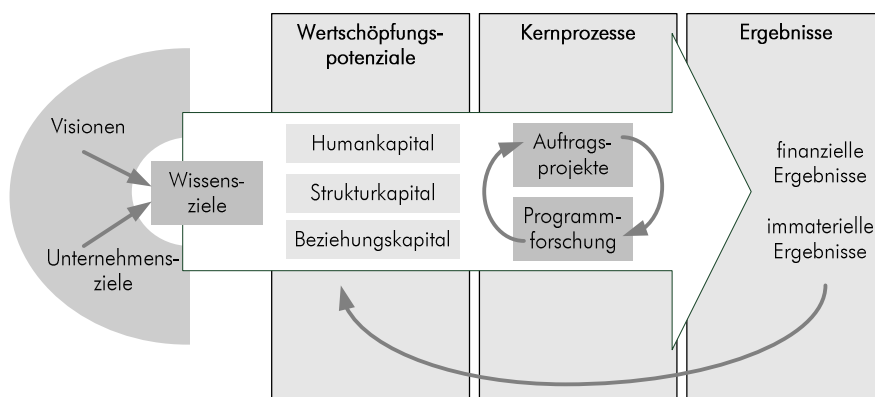 Wertschöpfungs-
potenziale
Kernprozesse
Ergebnisse
Visionen
Wissens-
ziele
Unternehmens-
ziele
Humankapital
Strukturkapital
Beziehungskapital
Auftrags-
projekte
Programm-
forschung
finanzielle
Ergebnisse
immaterielle
Ergebnisse